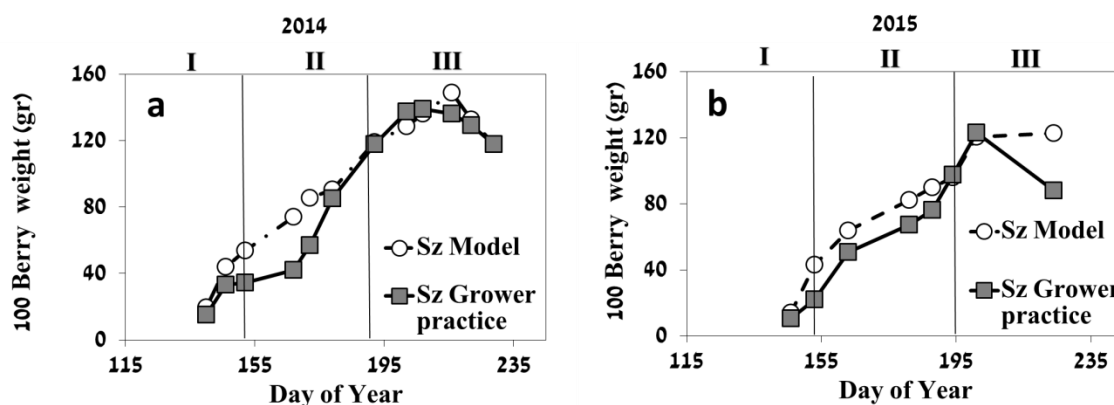 2014
I II III
a
160
120
80
40
0
100 Berry weight (gr)
Sz Model
Sz Grower
practice
115 155 195 235
Day of Year
2015
I II III
b
160
120
80
40
0
100 Berry weight (gr)
Sz Model
Sz Grower
practice
115 155 195 235
Day of Year